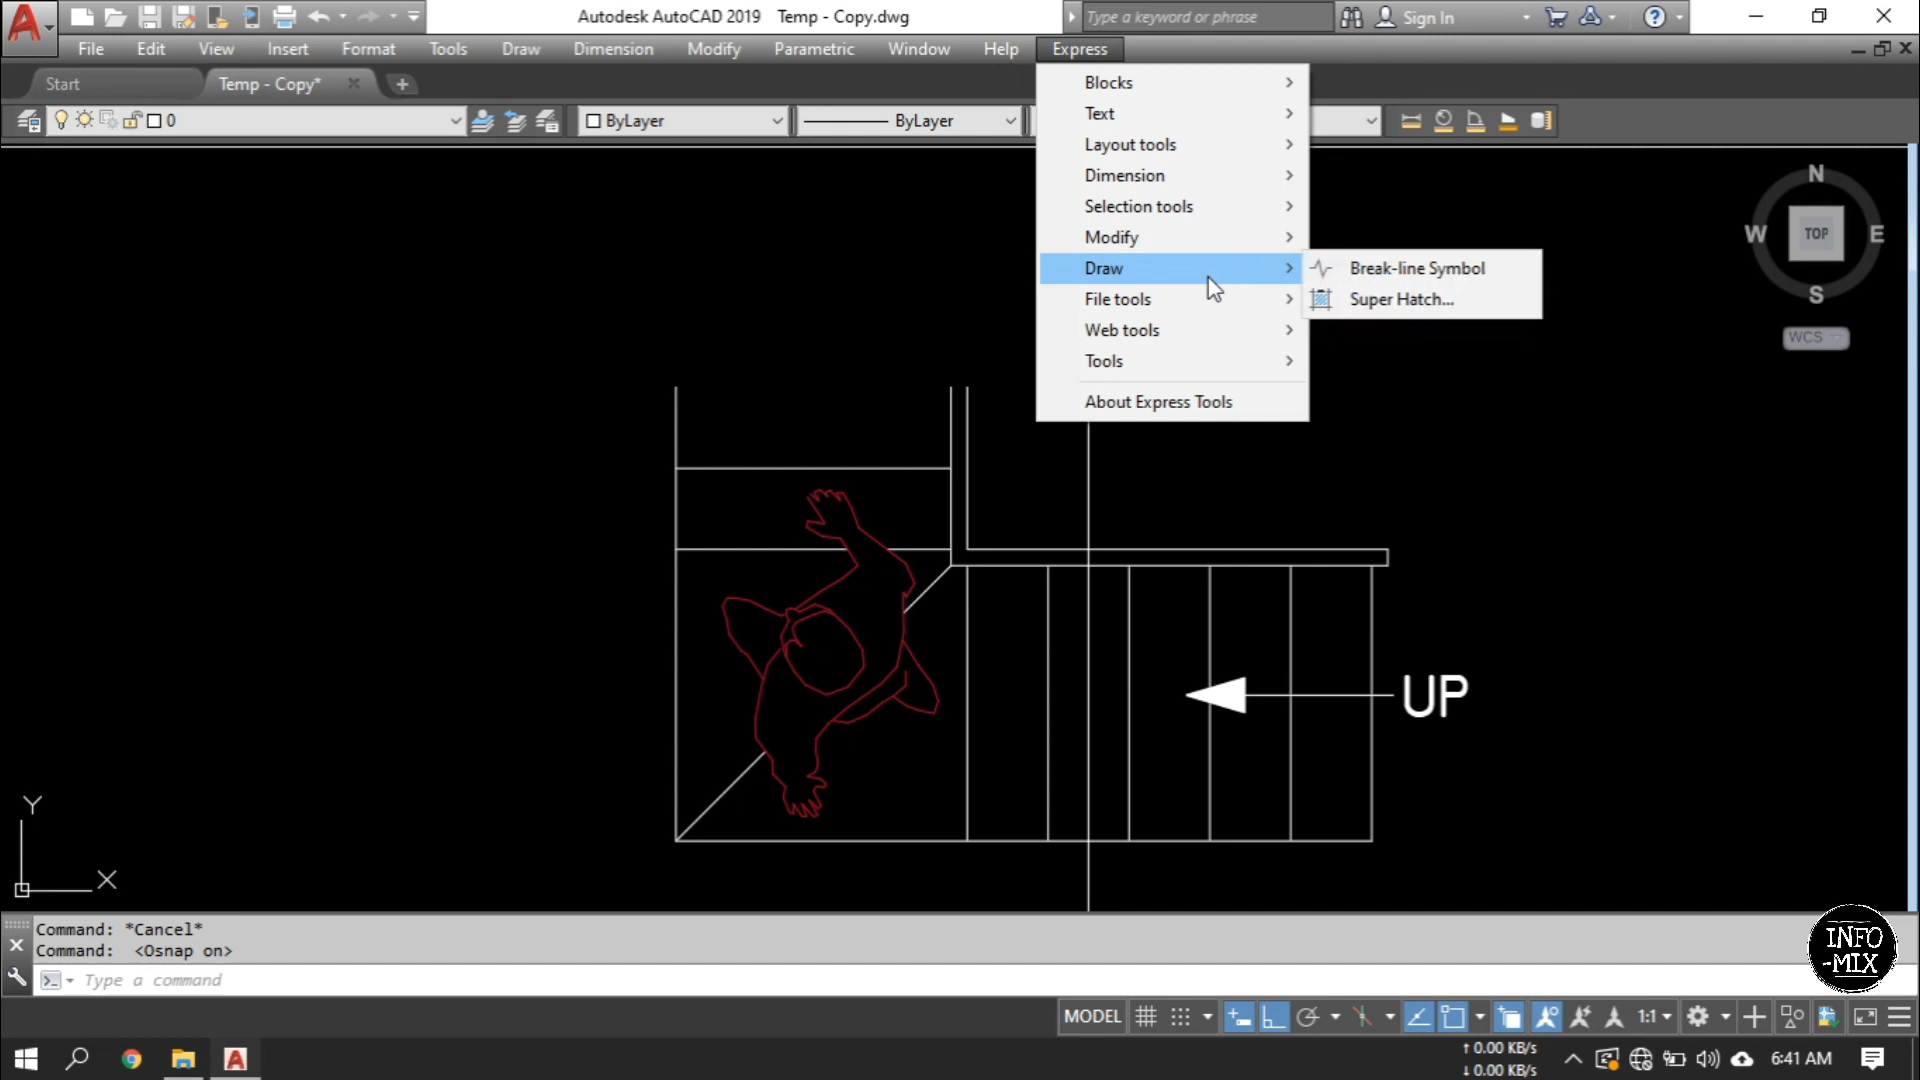 Autodesk AutoCAD 2019 Temp - Copy.dwg
Type a keyword or phrase
Sign In
File Edit View Insert Format Tools Draw Dimension Modify Parametric Window Help Express
Start
Temp - Copy*
0
ByLayer
ByLayer
Blocks
Text
Layout tools
Dimension
Selection tools
Modify
Draw
File tools
Web tools
Tools
About Express Tools
Break-line Symbol
Super Hatch...
N
W TOP E
S
WCS
UP
Y
X
Command: *Cancel*
Command: <Osnap on>
Type a command
INFO
-MIX
MODEL
1:1
↑ 0.00 KB/s
↓ 0.00 KB/s
6:41 AM